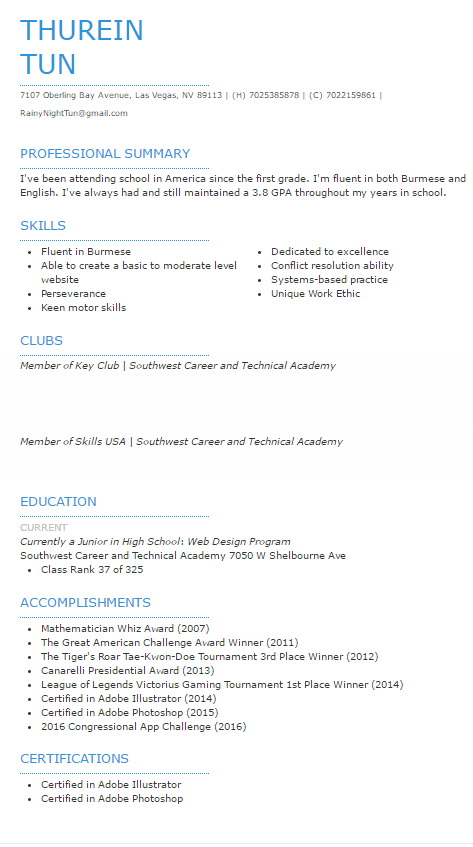 THUREIN
TUN
7107 Oberling Bay Avenue, Las Vegas, NV 89113 | (H) 7025385878 | (C) 7022159861 |
RainyNightTun@gmail.com
PROFESSIONAL SUMMARY
I've been attending school in America since the first grade. I'm fluent in both Burmese and
English. I've always had and still maintained a 3.8 GPA throughout my years in school.
SKILLS
• Fluent in Burmese
• Able to create a basic to moderate level
website
• Perseverance
• Keen motor skills
• Dedicated to excellence
• Conflict resolution ability
• Systems-based practice
• Unique Work Ethic
CLUBS
Member of Key Club | Southwest Career and Technical Academy
Member of Skills USA | Southwest Career and Technical Academy
EDUCATION
CURRENT
Currently a Junior in High School: Web Design Program
Southwest Career and Technical Academy 7050 W Shelbourne Ave
• Class Rank 37 of 325
ACCOMPLISHMENTS
• Mathematician Whiz Award (2007)
• The Great American Challenge Award Winner (2011)
• The Tiger's Roar Tae-Kwon-Doe Tournament 3rd Place Winner (2012)
• Canarelli Presidential Award (2013)
• League of Legends Victorius Gaming Tournament 1st Place Winner (2014)
• Certified in Adobe Illustrator (2014)
• Certified in Adobe Photoshop (2015)
• 2016 Congressional App Challenge (2016)
CERTIFICATIONS
• Certified in Adobe Illustrator
• Certified in Adobe Photoshop